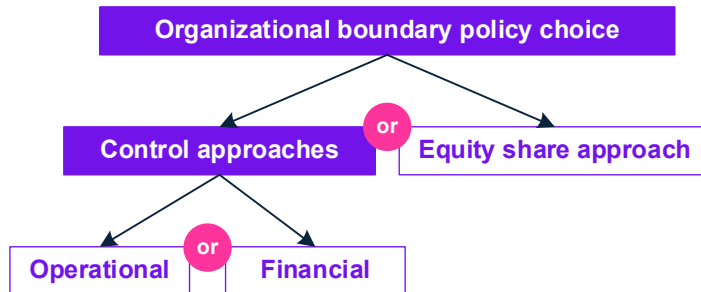 Organizational boundary policy choice
Control approaches
or
Equity share approach
Operational
or
Financial